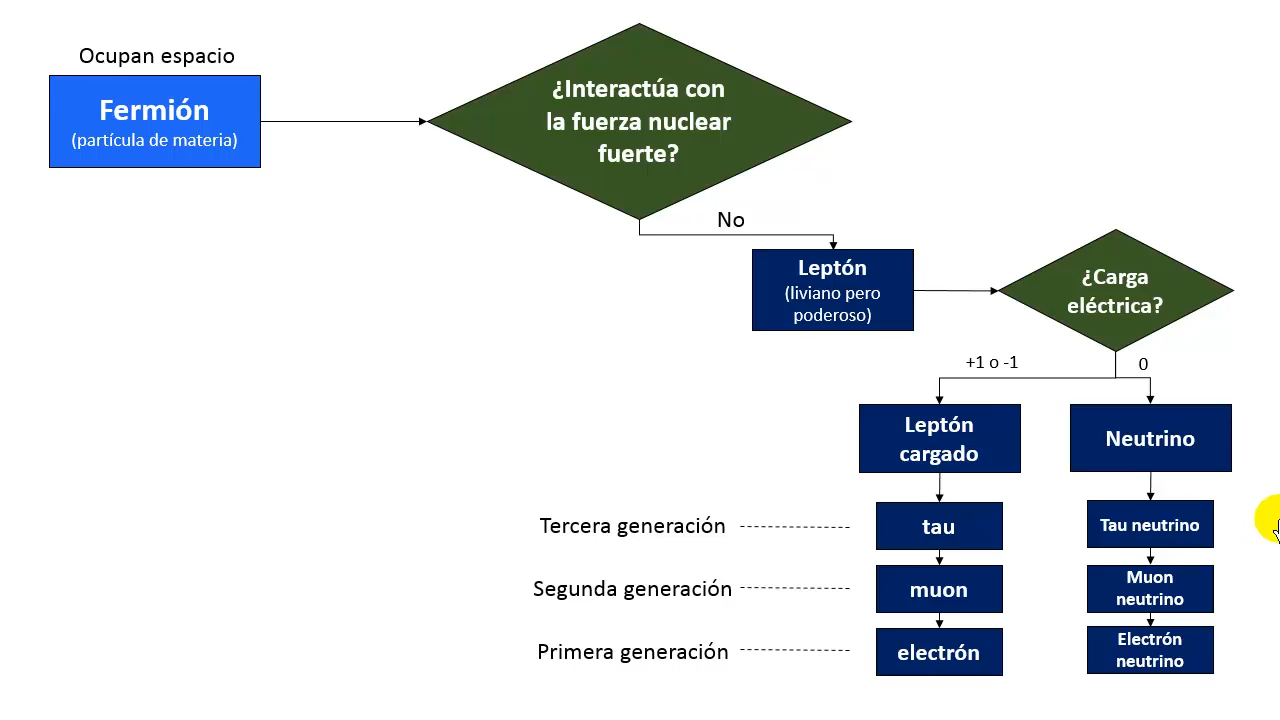 Ocupan espacio
Fermión
(partícula de materia)
¿Interactúa con
la fuerza nuclear
fuerte?
No
Leptón
(liviano pero
poderoso)
¿Carga
eléctrica?
+1 o -1
0
Leptón
cargado
Neutrino
Tercera generación
tau
Tau neutrino
Segunda generación
muon
Muon
neutrino
Primera generación
electrón
Electrón
neutrino